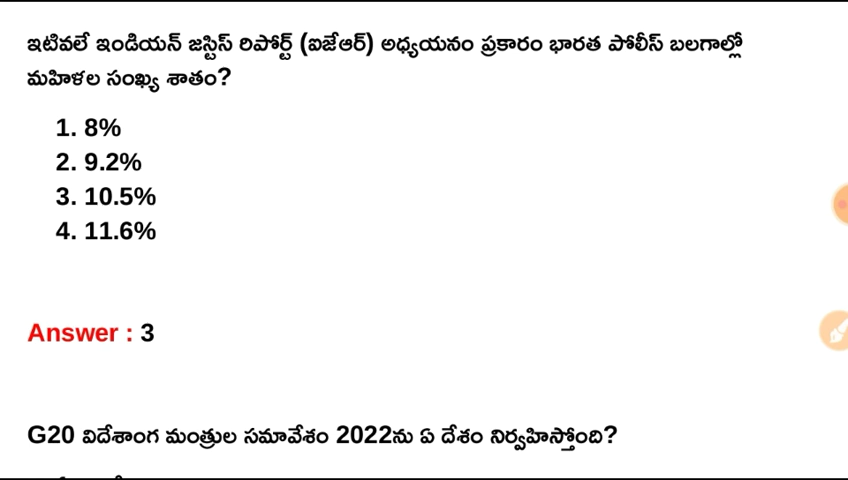 ఇటివలే ఇండియన్ జస్టిస్ రిపోర్ట్ (ఐజేఆర్) అధ్యయనం ప్రకారం భారత పోలీస్ బలగాల్లో
మహిళల సంఖ్య శాతం?
1. 8%
2. 9.2%
3. 10.5%
4. 11.6%
Answer : 3
G20 విదేశాంగ మంత్రుల సమావేశం 2022ను ఏ దేశం నిర్వహిస్తోంది?